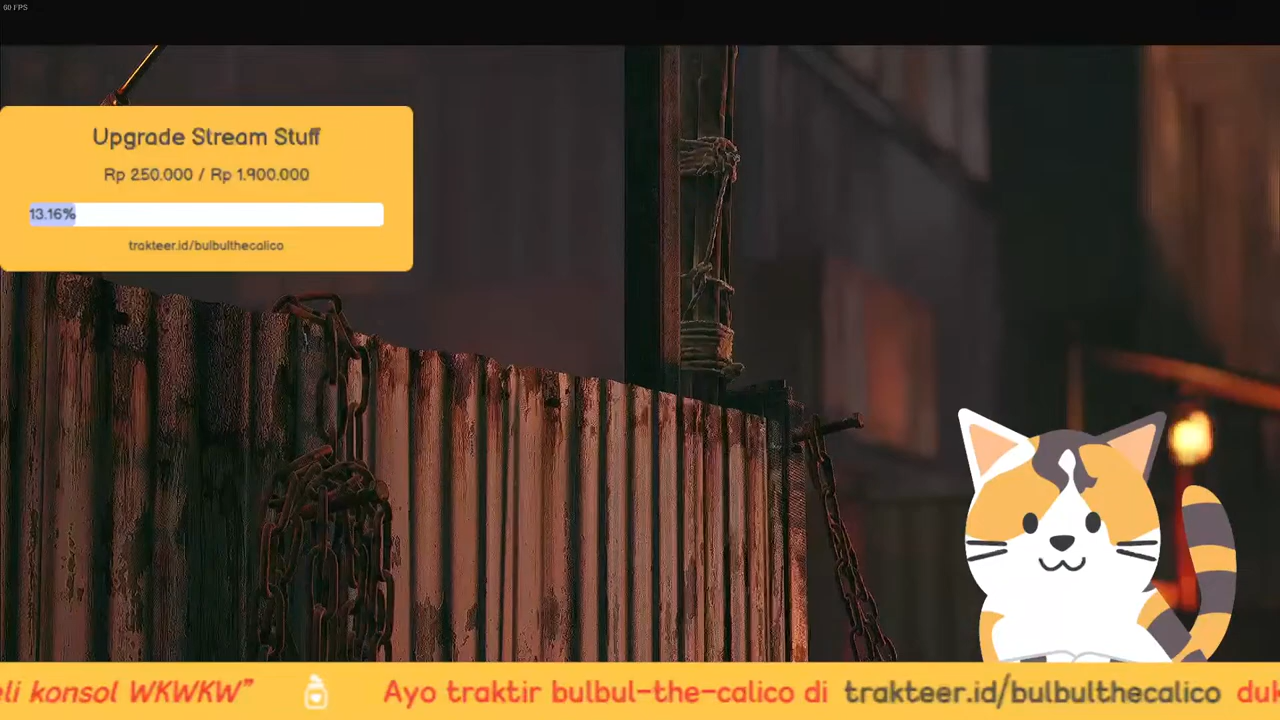 60 FPS
Upgrade Stream Stuff
Rp 250.000 / Rp 1.900.000
13.16%
trakteer.id/bulbulthecalico
eli konsol WKWKW” Ayo traktir bulbul-the-calico di trakteer.id/bulbulthecalico duk